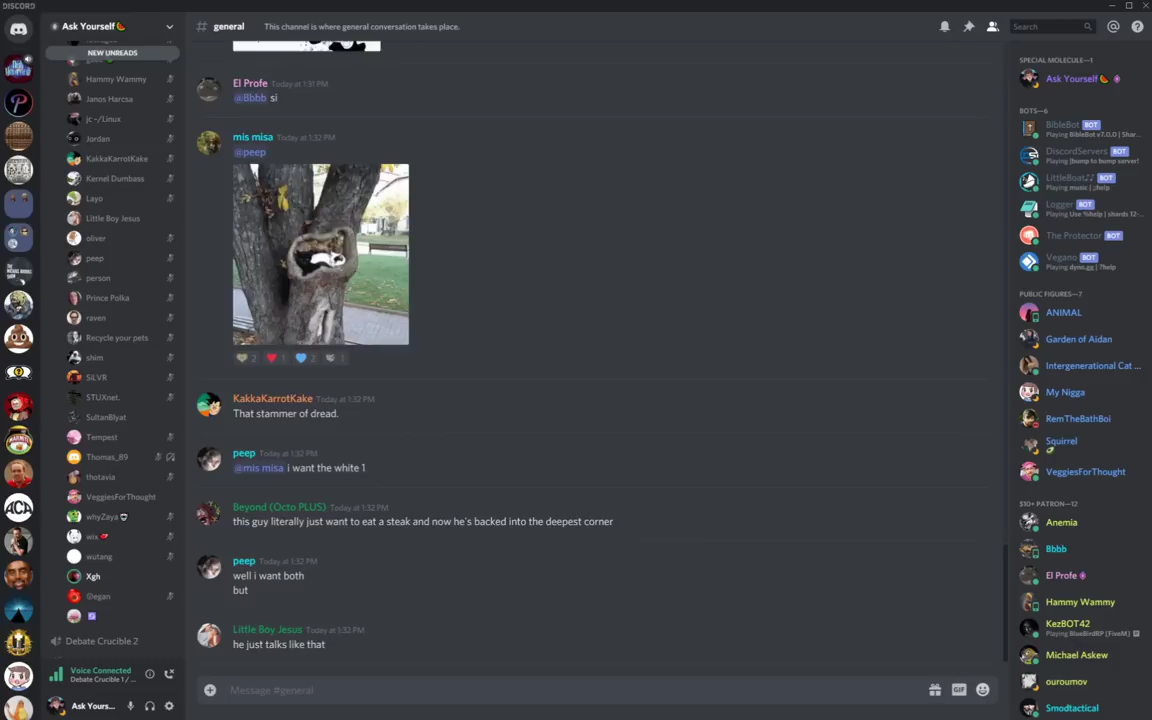 DISCORD
Ask Yourself
NEW UNREADS
Hammy Wammy
Janos Harcsa
jc ~/Linux
Jordan
KakkaKarrotKake
Kernel Dumbass
Layo
Little Boy Jesus
oliver
peep
person
Prince Polka
raven
Recycle your pets
shim
SiLVR
STUXnet.
SultanBlyat
Tempest
Thomas_89
thotavia
VeggiesForThought
whyZaya
wix
wutang
Xgh
©egan
Debate Crucible 2
Voice Connected
Debate Crucible 1 / ...
Ask Yours...
# general
This channel is where general conversation takes place.
Search
El Profe Today at 1:31 PM
@Bbbb si
mis misa Today at 1:32 PM
@peep
2 1 2 1
KakkaKarrotKake Today at 1:32 PM
That stammer of dread.
peep Today at 1:32 PM
@mis misa i want the white 1
Beyond (Octo PLUS) Today at 1:32 PM
this guy literally just want to eat a steak and now he's backed into the deepest corner
peep Today at 1:32 PM
well i want both
but
Little Boy Jesus Today at 1:32 PM
he just talks like that
Message #general
GIF
SPECIAL MOLECULE—1
Ask Yourself
BOTS—6
BibleBot BOT
Playing BibleBot v7.0.0 | Shar...
DiscordServers BOT
Playing (bump to bump server!
LittleBoat♫ BOT
Playing music | ;help
Logger BOT
Playing Use %help | shards 12-...
The Protector BOT
Vegano BOT
Playing dyno.gg | ?help
PUBLIC FIGURES—7
ANIMAL
Garden of Aidan
Intergenerational Cat ...
My Nigga
RemTheBathBoi
Squirrel
VeggiesForThought
$10+ PATRON—12
Anemia
Bbbb
El Profe
Hammy Wammy
KezBOT42
Playing BlueBirdRP [FiveM]
Michael Askew
ouroumov
Smodtactical